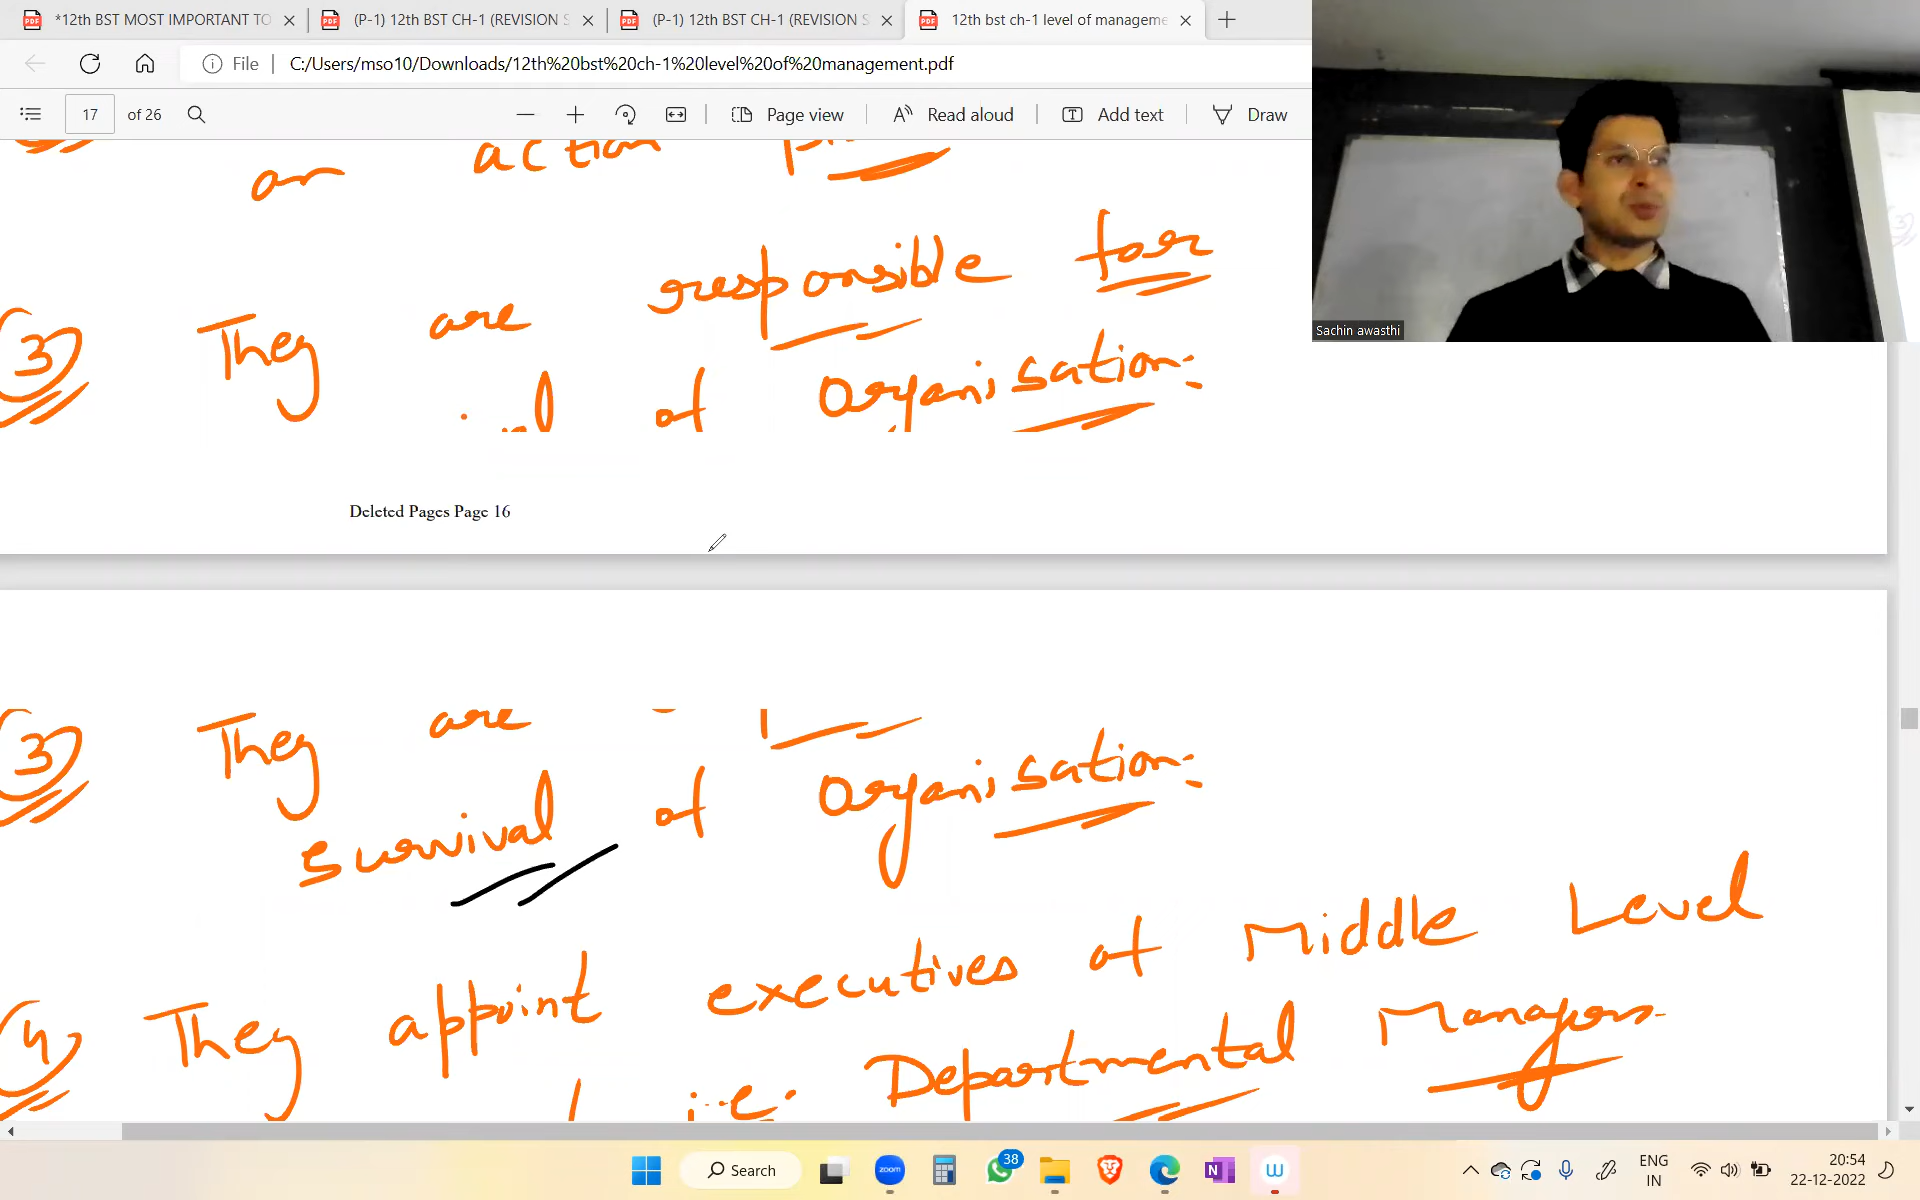 *12th BST MOST IMPORTANT TO
(P-1) 12th BST CH-1 (REVISION S
(P-1) 12th BST CH-1 (REVISION S
12th bst ch-1 level of manageme
File
C:/Users/mso10/Downloads/12th%20bst%20ch-1%20level%20of%20management.pdf
17 of 26
Page view
Read aloud
Add text
Draw
Sachin awasthi
an action
(3) They are responsible for
of Organisation.
Deleted Pages Page 16
(3) They are
survival of Organisation.
(4) They appoint executives of Middle Level
i.e. Departmental Managers.
Search
zoom
38
N
W
ENG
IN
20:54
22-12-2022